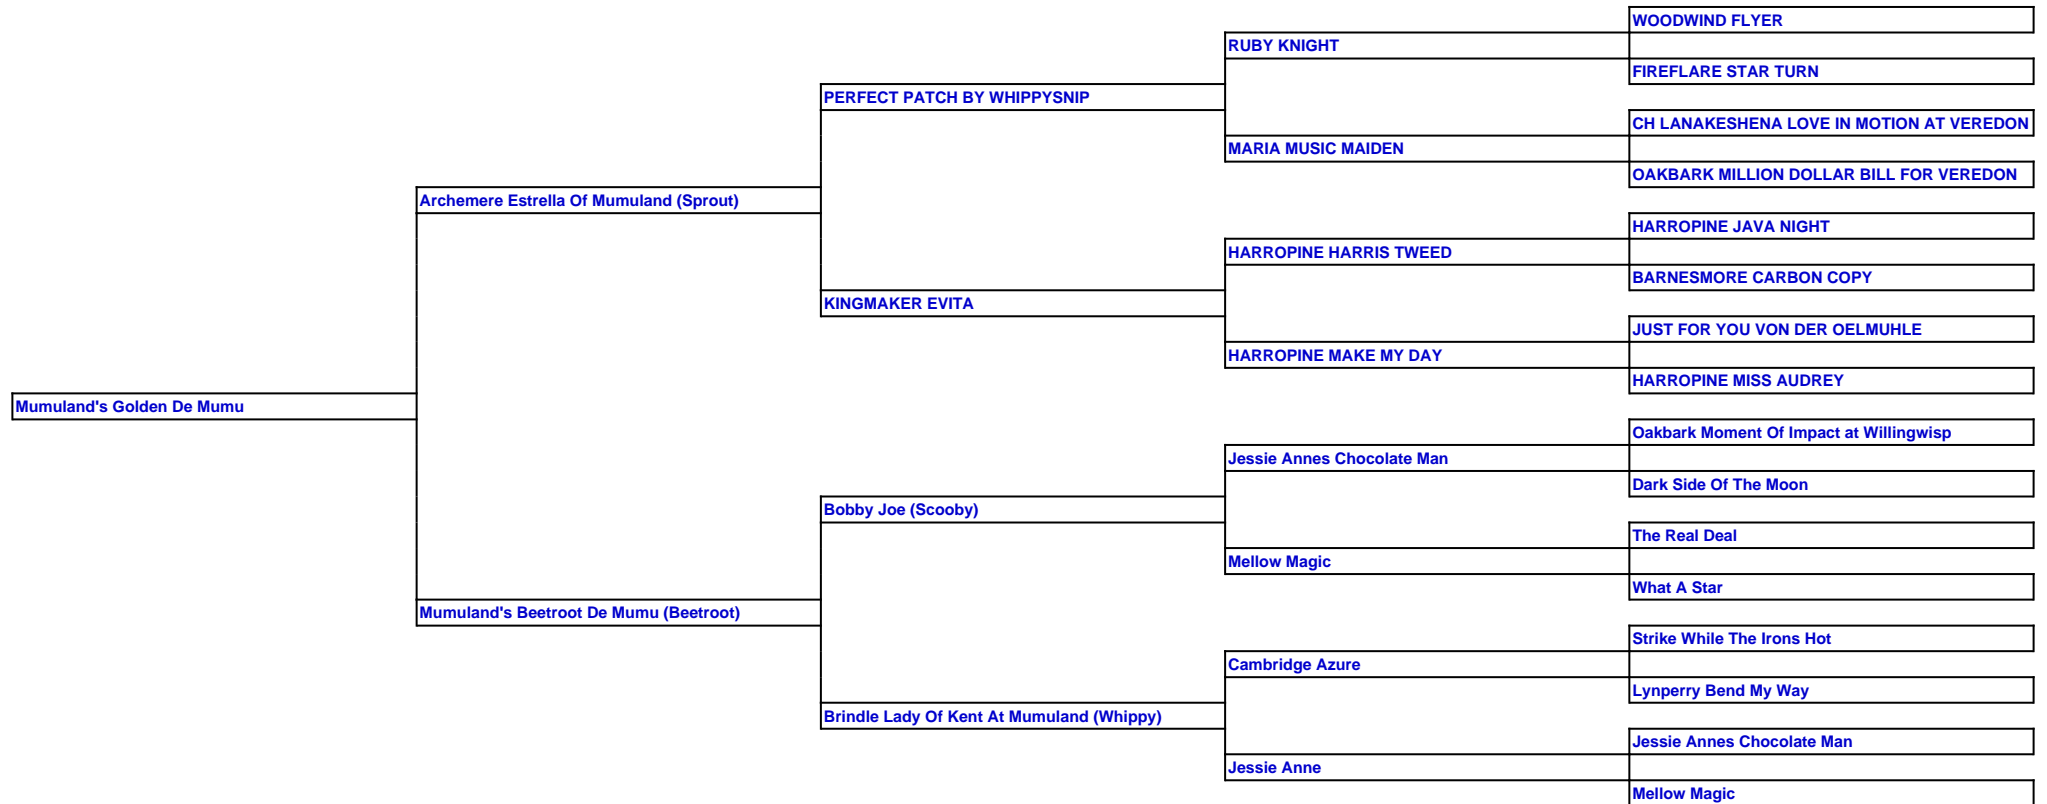 WOODWIND FLYER
RUBY KNIGHT
FIREFLARE STAR TURN
PERFECT PATCH BY WHIPPYSNIP
CH LANAKESHENA LOVE IN MOTION AT VEREDON
MARIA MUSIC MAIDEN
OAKBARK MILLION DOLLAR BILL FOR VEREDON
Archemere Estrella Of Mumuland (Sprout)
HARROPINE JAVA NIGHT
HARROPINE HARRIS TWEED
BARNESMORE CARBON COPY
KINGMAKER EVITA
JUST FOR YOU VON DER OELMUHLE
HARROPINE MAKE MY DAY
HARROPINE MISS AUDREY
Mumuland's Golden De Mumu
Oakbark Moment Of Impact at Willingwisp
Jessie Annes Chocolate Man
Dark Side Of The Moon
Bobby Joe (Scooby)
The Real Deal
Mellow Magic
What A Star
Mumuland's Beetroot De Mumu (Beetroot)
Strike While The Irons Hot
Cambridge Azure
Lynperry Bend My Way
Brindle Lady Of Kent At Mumuland (Whippy)
Jessie Annes Chocolate Man
Jessie Anne
Mellow Magic